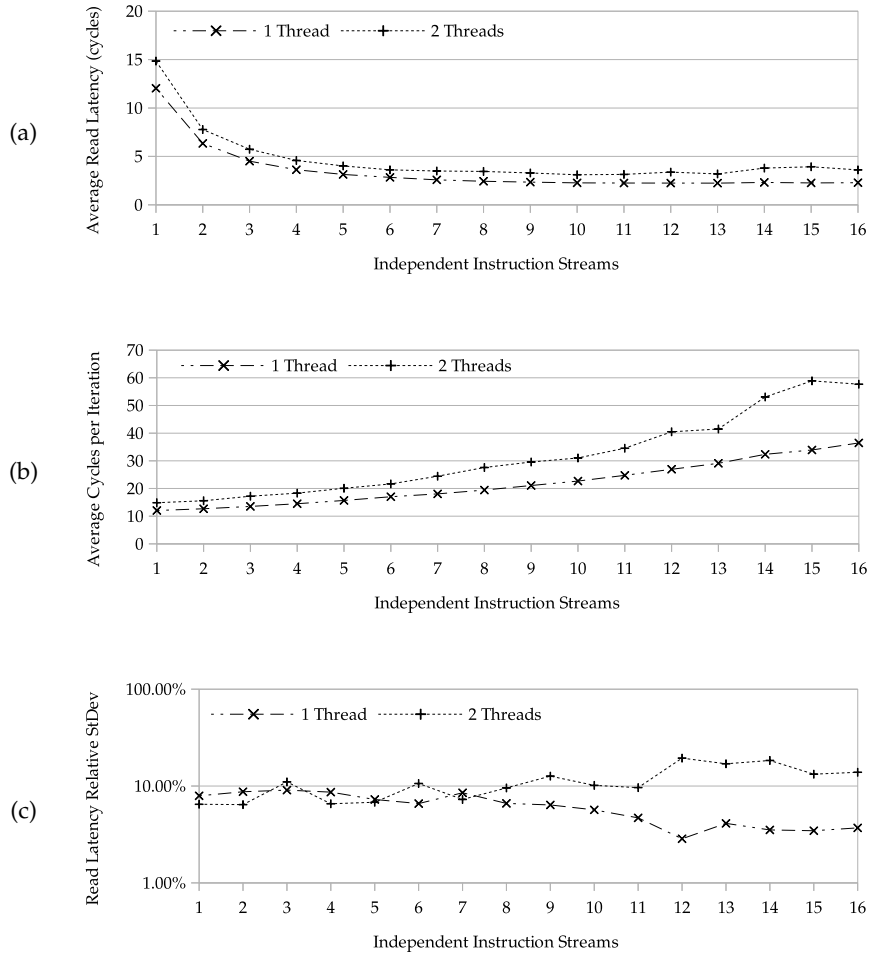 (a)
Average Read Latency (cycles)
20
15
10
5
0
1 Thread 2 Threads
1 2 3 4 5 6 7 8 9 10 11 12 13 14 15 16
Independent Instruction Streams
(b)
Average Cycles per Iteration
70
60
50
40
30
20
10
0
1 Thread 2 Threads
1 2 3 4 5 6 7 8 9 10 11 12 13 14 15 16
Independent Instruction Streams
(c)
Read Latency Relative StDev
100.00%
10.00%
1.00%
1 Thread 2 Threads
1 2 3 4 5 6 7 8 9 10 11 12 13 14 15 16
Independent Instruction Streams